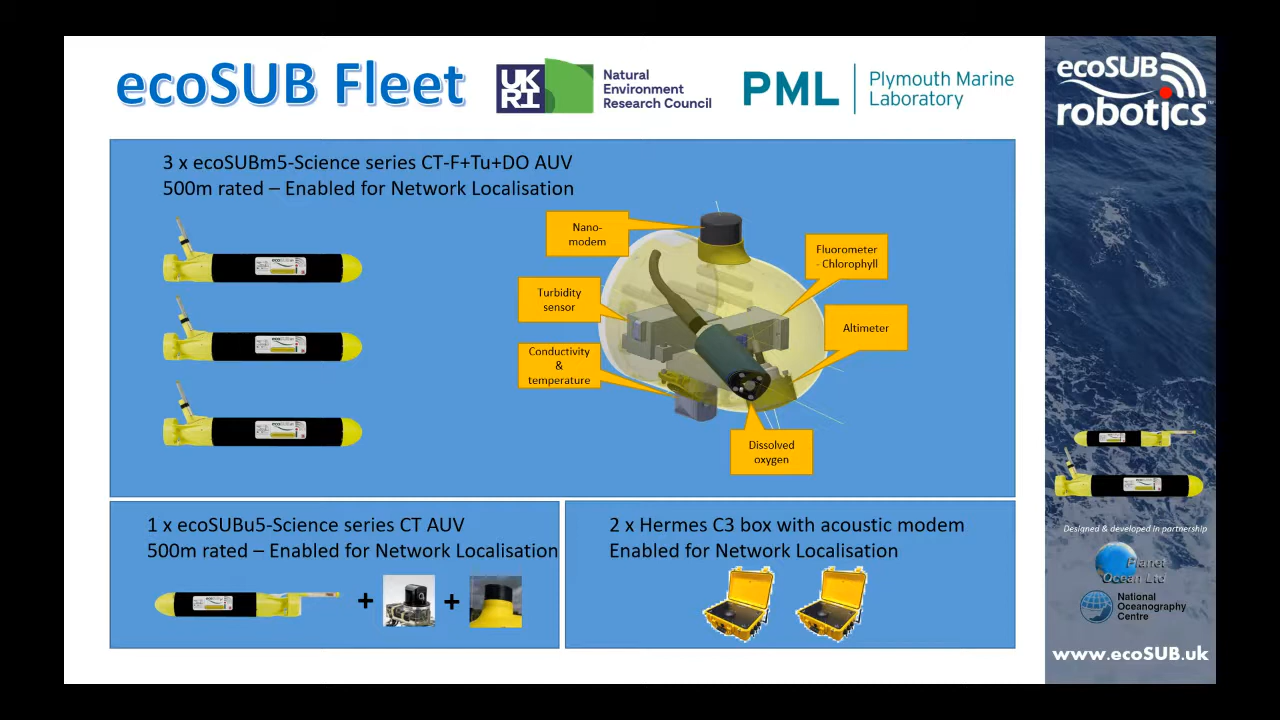 ecoSUB Fleet
UK
RI
Natural
Environment
Research Council
PML
Plymouth Marine
Laboratory
ecoSUB
robotics
3 x ecoSUBm5-Science series CT-F+Tu+DO AUV
500m rated – Enabled for Network Localisation
Nano-
modem
Fluorometer
- Chlorophyll
Turbidity
sensor
Altimeter
Conductivity
&
temperature
Dissolved
oxygen
1 x ecoSUBu5-Science series CT AUV
500m rated – Enabled for Network Localisation
+
+
2 x Hermes C3 box with acoustic modem
Enabled for Network Localisation
Designed & developed in partnership
Planet
Ocean Ltd
National
Oceanography
Centre
www.ecoSUB.uk